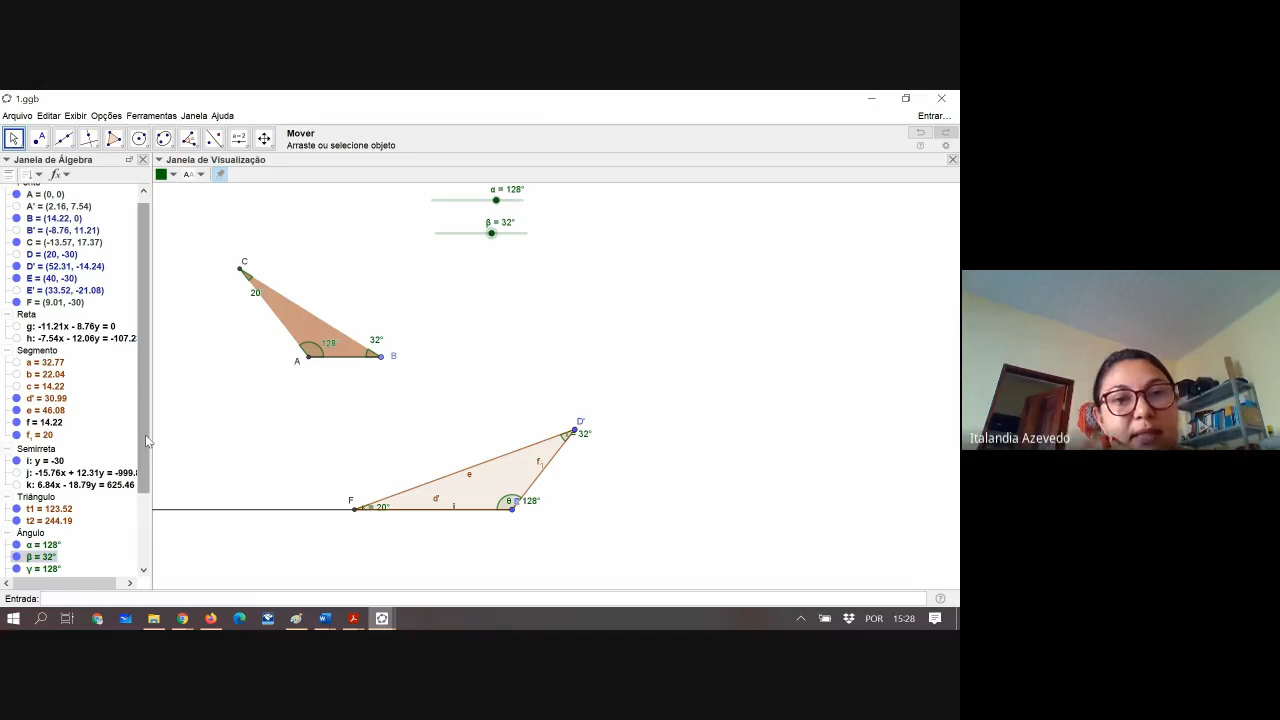 1.ggb
Arquivo Editar Exibir Opções Ferramentas Janela Ajuda
Entrar…
Mover
Arraste ou selecione objeto
Janela de Álgebra
Janela de Visualização
A = (0, 0)
A' = (2.16, 7.54)
B = (14.22, 0)
B' = (-8.76, 11.21)
C = (-13.57, 17.37)
D = (20, -30)
D' = (52.31, -14.24)
E = (40, -30)
E' = (33.52, -21.08)
F = (9.01, -30)
Reta
g: -11.21x - 8.76y = 0
h: -7.54x - 12.06y = -107.2
Segmento
a = 32.77
b = 22.04
c = 14.22
d' = 30.99
e = 46.08
f = 14.22
f₁ = 20
Semirreta
i: y = -30
j: -15.76x + 12.31y = -999.
k: 6.84x - 18.79y = 625.46
Triângulo
t1 = 123.52
t2 = 244.19
Ângulo
α = 128°
β = 32°
γ = 128°
α = 128°
β = 32°
C
20
128
32°
A
B
D'
= 32°
f₁
e
d'
i
F
= 20°
θ
128°
Entrada:
POR
15:28
Italandia Azevedo